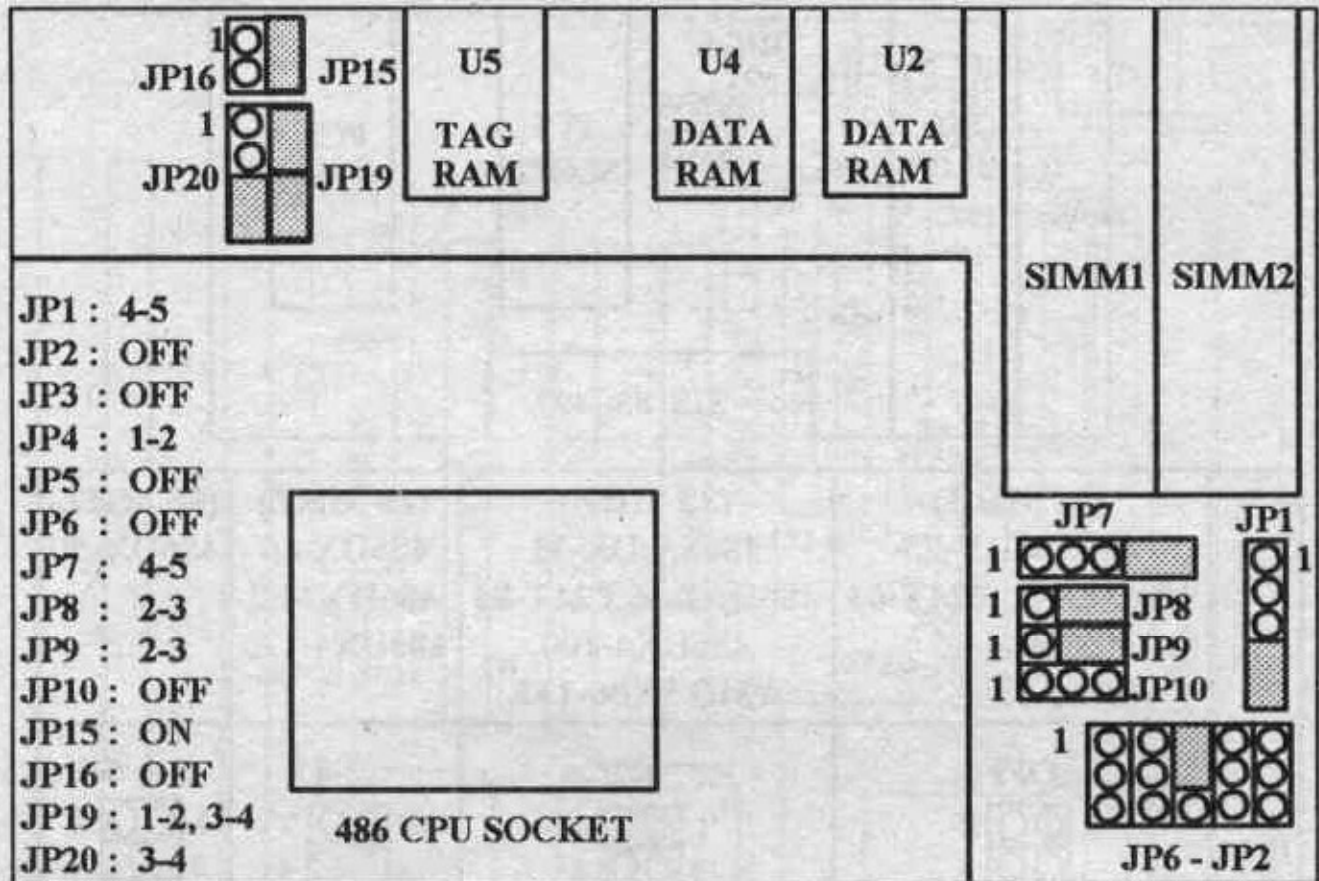 1
JP16
JP15
1
JP20
JP19
U5
TAG
RAM
U4
DATA
RAM
U2
DATA
RAM
SIMM1
SIMM2
JP1 : 4-5
JP2 : OFF
JP3 : OFF
JP4 : 1-2
JP5 : OFF
JP6 : OFF
JP7 : 4-5
JP8 : 2-3
JP9 : 2-3
JP10 : OFF
JP15 : ON
JP16 : OFF
JP19 : 1-2, 3-4
JP20 : 3-4
486 CPU SOCKET
JP7
1
JP1
1
1
JP8
1
JP9
1
JP10
1
JP6 - JP2